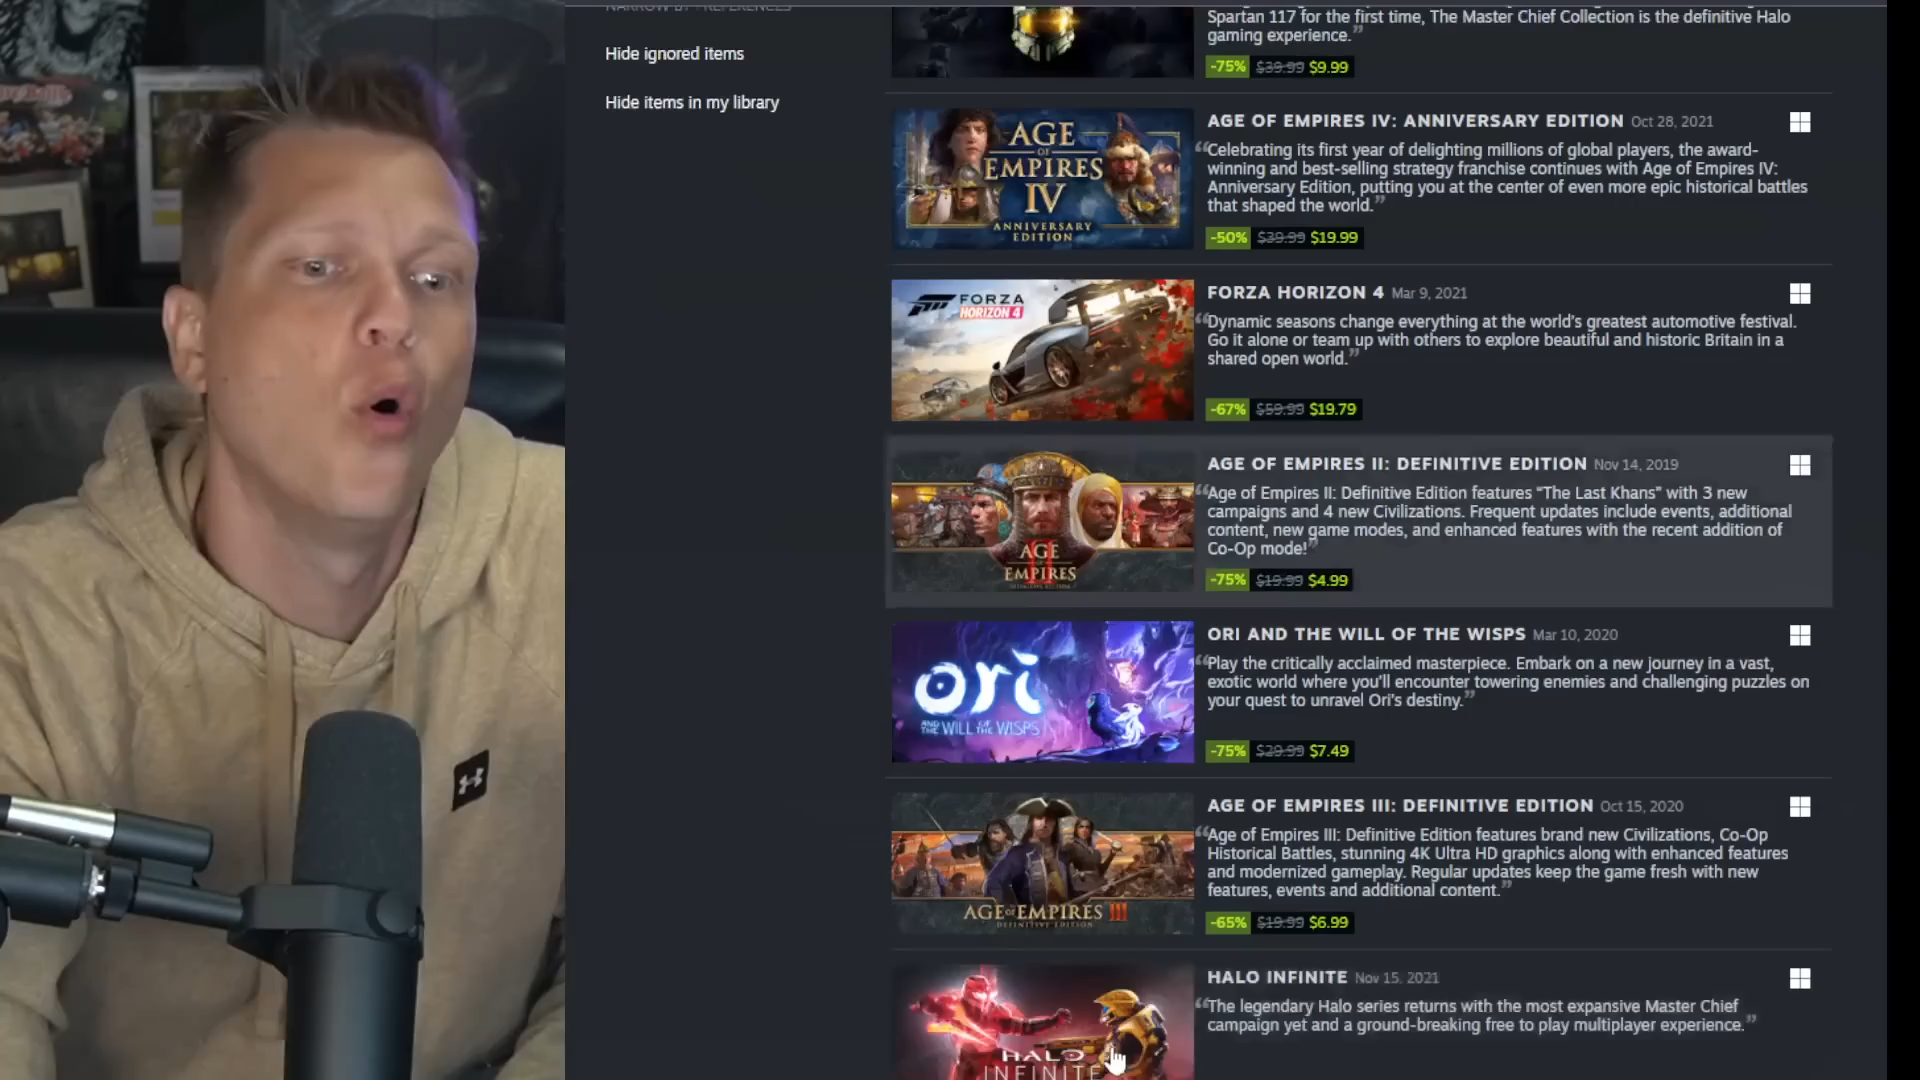 NARROW BY PREFERENCES
Hide ignored items
Hide items in my library
Spartan 117 for the first time, The Master Chief Collection is the definitive Halo
gaming experience.”
-75% $39.99 $9.99
AGE OF EMPIRES IV ANNIVERSARY EDITION
AGE OF EMPIRES IV: ANNIVERSARY EDITION Oct 28, 2021
“Celebrating its first year of delighting millions of global players, the award-
winning and best-selling strategy franchise continues with Age of Empires IV:
Anniversary Edition, putting you at the center of even more epic historical battles
that shaped the world.”
-50% $39.99 $19.99
FORZA
HORIZON 4
FORZA HORIZON 4 Mar 9, 2021
“Dynamic seasons change everything at the world's greatest automotive festival.
Go it alone or team up with others to explore beautiful and historic Britain in a
shared open world.”
-67% $59.99 $19.79
AGE OF EMPIRES II DEFINITIVE EDITION
AGE OF EMPIRES II: DEFINITIVE EDITION Nov 14, 2019
“Age of Empires II: Definitive Edition features “The Last Khans” with 3 new
campaigns and 4 new Civilizations. Frequent updates include events, additional
content, new game modes, and enhanced features with the recent addition of
Co-Op mode!”
-75% $19.99 $4.99
ori
AND THE WILL OF THE WISPS
ORI AND THE WILL OF THE WISPS Mar 10, 2020
“Play the critically acclaimed masterpiece. Embark on a new journey in a vast,
exotic world where you'll encounter towering enemies and challenging puzzles on
your quest to unravel Ori's destiny.”
-75% $29.99 $7.49
AGE OF EMPIRES III
DEFINITIVE EDITION
AGE OF EMPIRES III: DEFINITIVE EDITION Oct 15, 2020
“Age of Empires III: Definitive Edition features brand new Civilizations, Co-Op
Historical Battles, stunning 4K Ultra HD graphics along with enhanced features
and modernized gameplay. Regular updates keep the game fresh with new
features, events and additional content.”
-65% $19.99 $6.99
HALO
INFINITE
HALO INFINITE Nov 15, 2021
“The legendary Halo series returns with the most expansive Master Chief
campaign yet and a ground-breaking free to play multiplayer experience.”